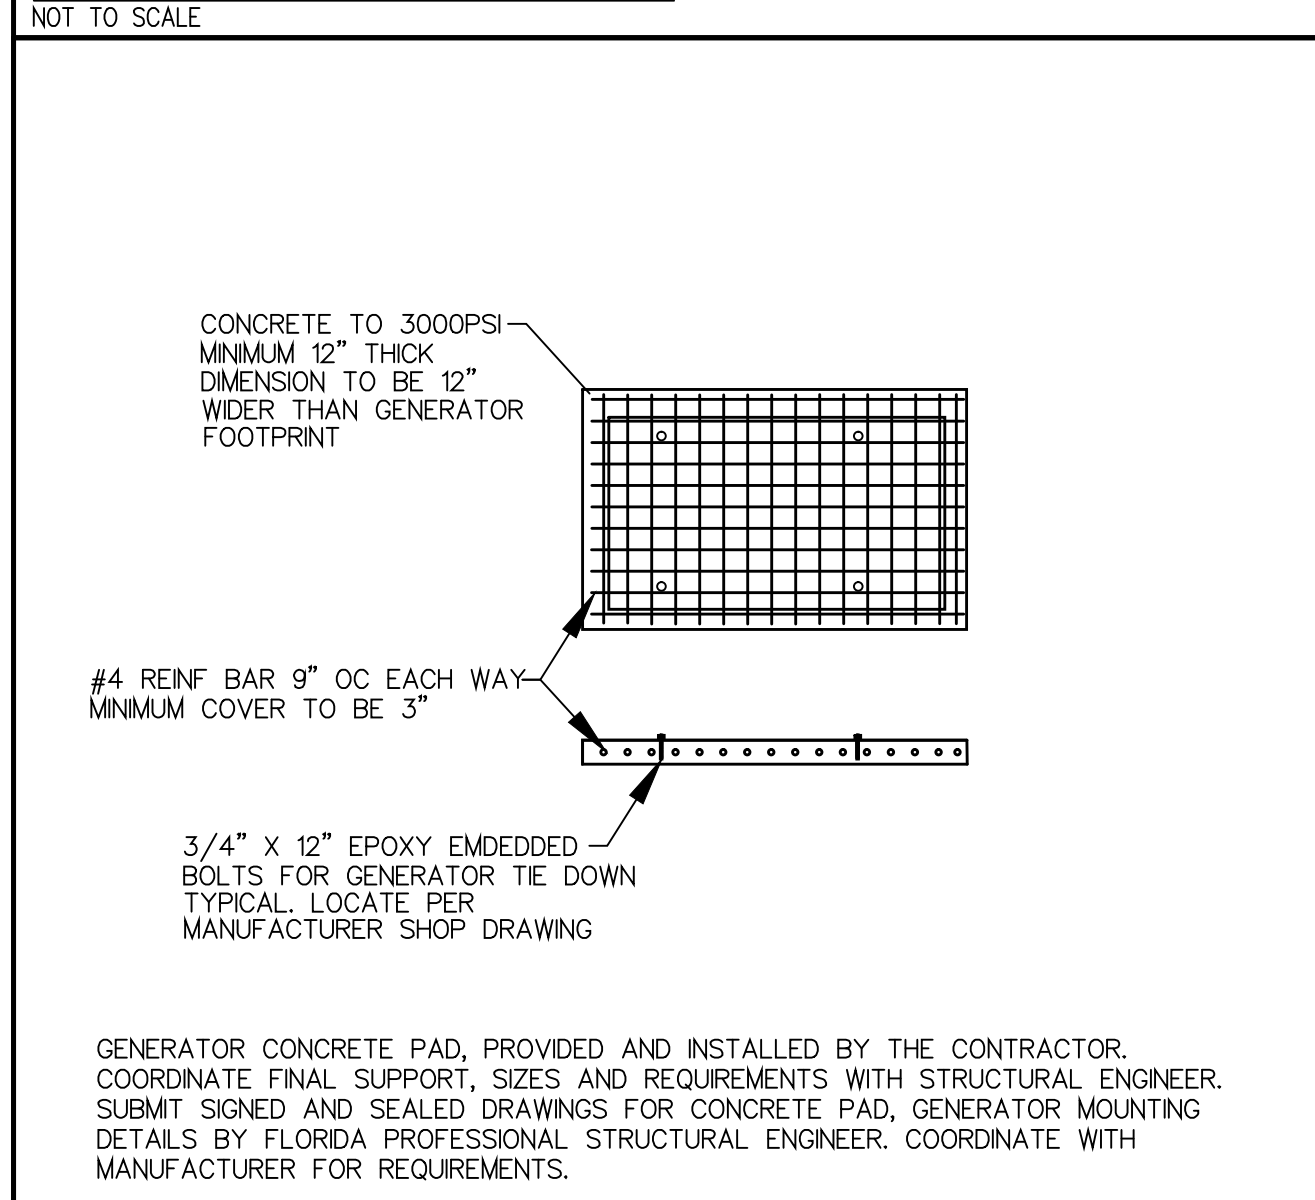 NOT TO SCALE
CONCRETE TO 3000PSI
MINIMUM 12” THICK
DIMENSION TO BE 12”
WIDER THAN GENERATOR
FOOTPRINT
#4 REINF BAR 9” OC EACH WAY
MINIMUM COVER TO BE 3”
3/4” X 12” EPOXY EMDEDDED
BOLTS FOR GENERATOR TIE DOWN
TYPICAL. LOCATE PER
MANUFACTURER SHOP DRAWING
GENERATOR CONCRETE PAD, PROVIDED AND INSTALLED BY THE CONTRACTOR.
COORDINATE FINAL SUPPORT, SIZES AND REQUIREMENTS WITH STRUCTURAL ENGINEER.
SUBMIT SIGNED AND SEALED DRAWINGS FOR CONCRETE PAD, GENERATOR MOUNTING
DETAILS BY FLORIDA PROFESSIONAL STRUCTURAL ENGINEER. COORDINATE WITH
MANUFACTURER FOR REQUIREMENTS.